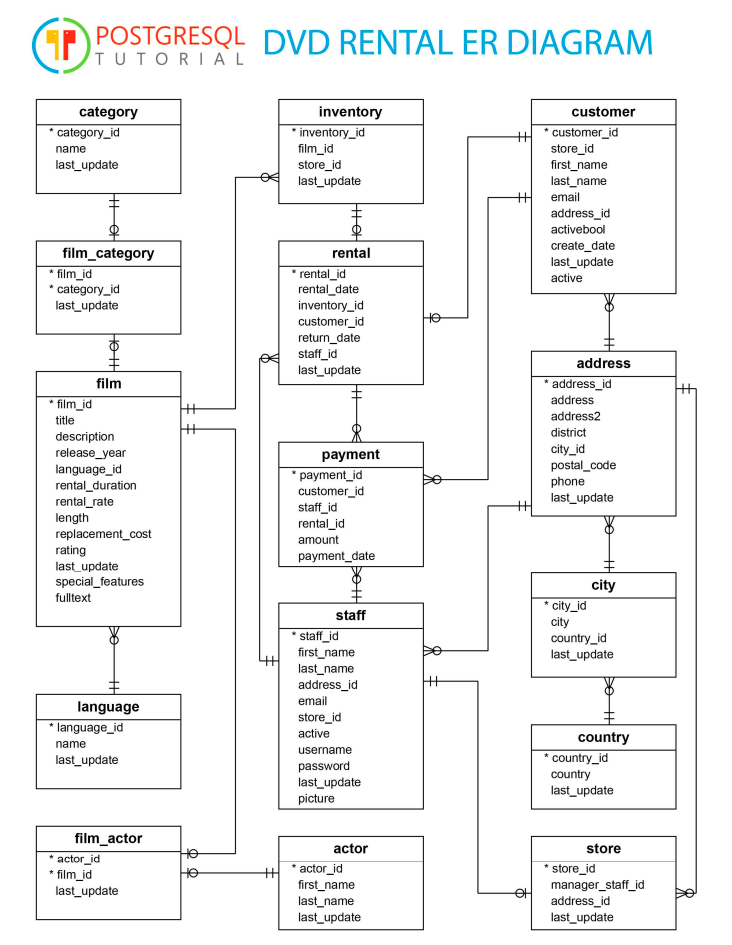 POSTGRESQL
TUTORIAL
DVD RENTAL ER DIAGRAM
category
* category_id
name
last_update
film_category
* film_id
* category_id
last_update
film
* film_id
title
description
release_year
language_id
rental_duration
rental_rate
length
replacement_cost
rating
last_update
special_features
fulltext
language
* language_id
name
last_update
film_actor
* actor_id
* film_id
last_update
inventory
* inventory_id
film_id
store_id
last_update
rental
* rental_id
rental_date
inventory_id
customer_id
return_date
staff_id
last_update
payment
* payment_id
customer_id
staff_id
rental_id
amount
payment_date
staff
* staff_id
first_name
last_name
address_id
email
store_id
active
username
password
last_update
picture
actor
* actor_id
first_name
last_name
last_update
customer
* customer_id
store_id
first_name
last_name
email
address_id
activebool
create_date
last_update
active
address
* address_id
address
address2
district
city_id
postal_code
phone
last_update
city
* city_id
city
country_id
last_update
country
* country_id
country
last_update
store
* store_id
manager_staff_id
address_id
last_update